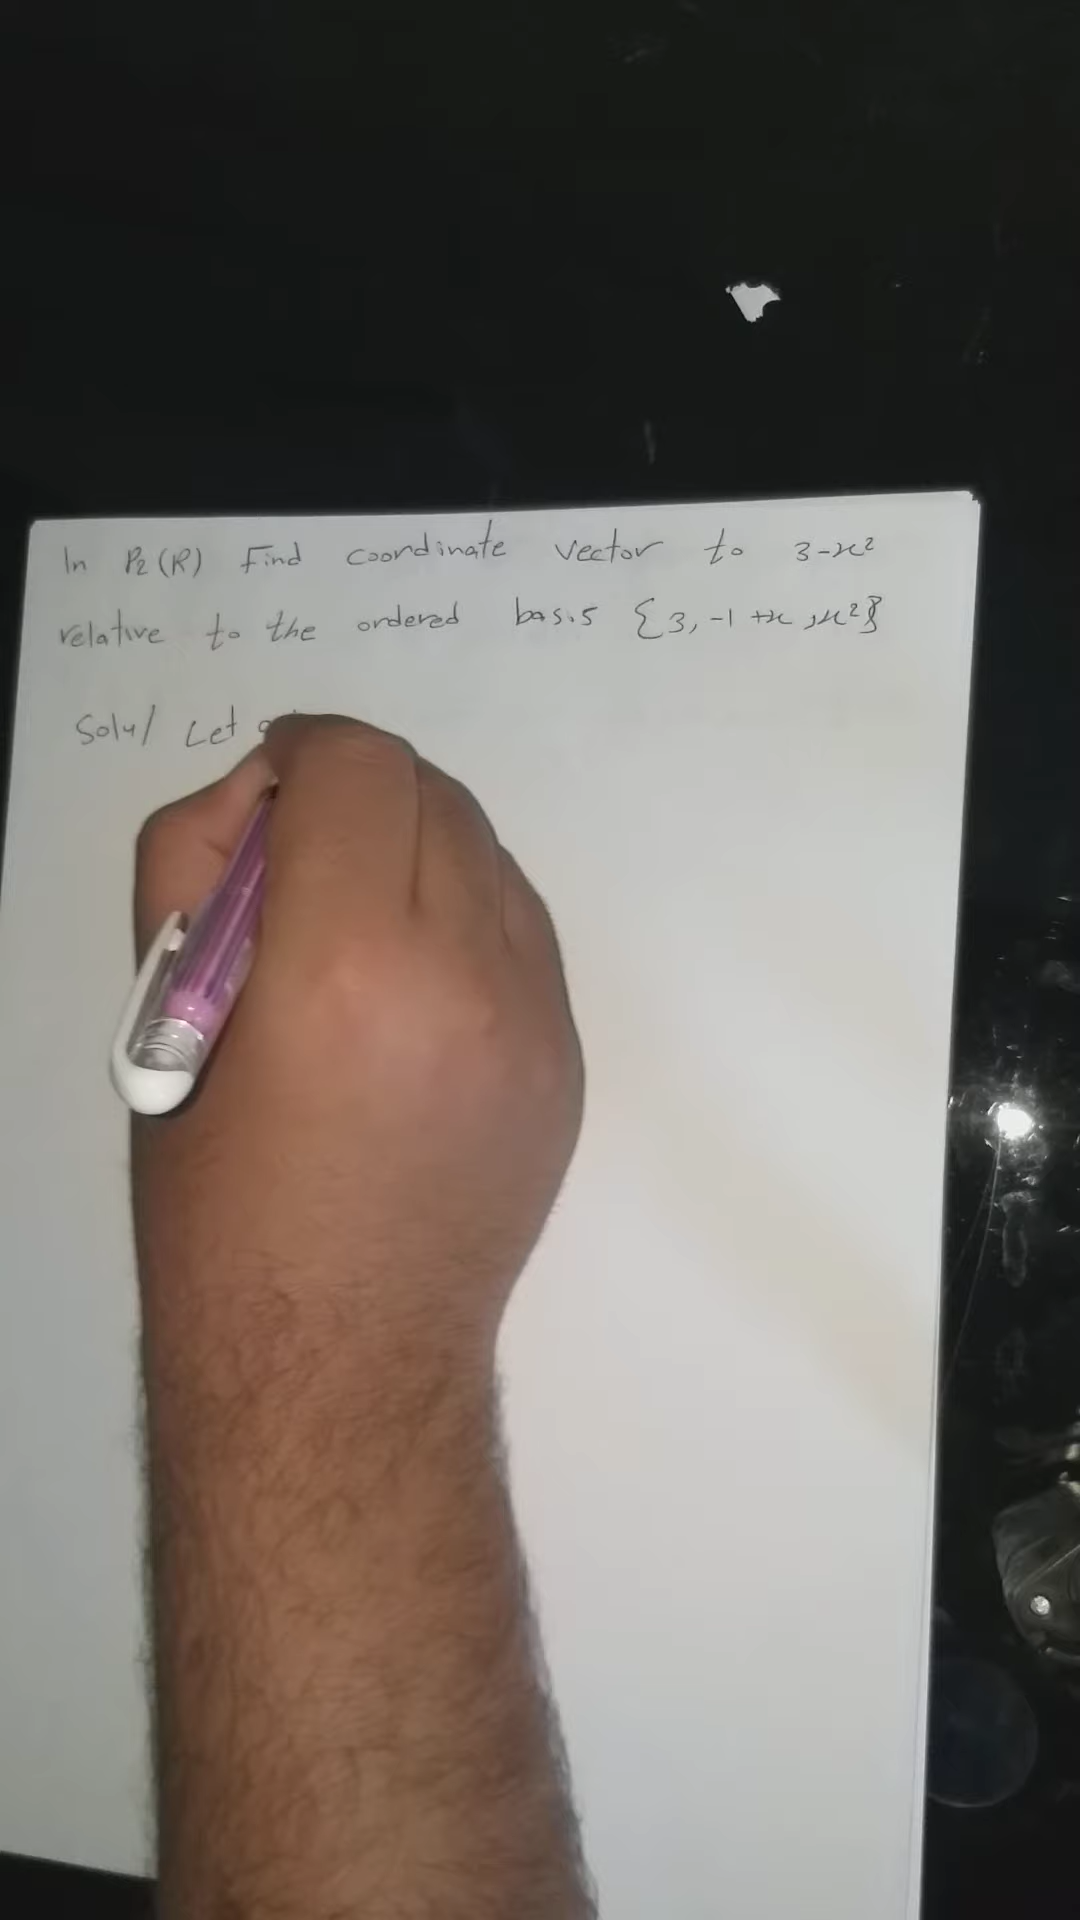 In P₂(R) Find coordinate vector to 3-x²
relative to the ordered basis {3, -1+x, x²}
Solu/ Let